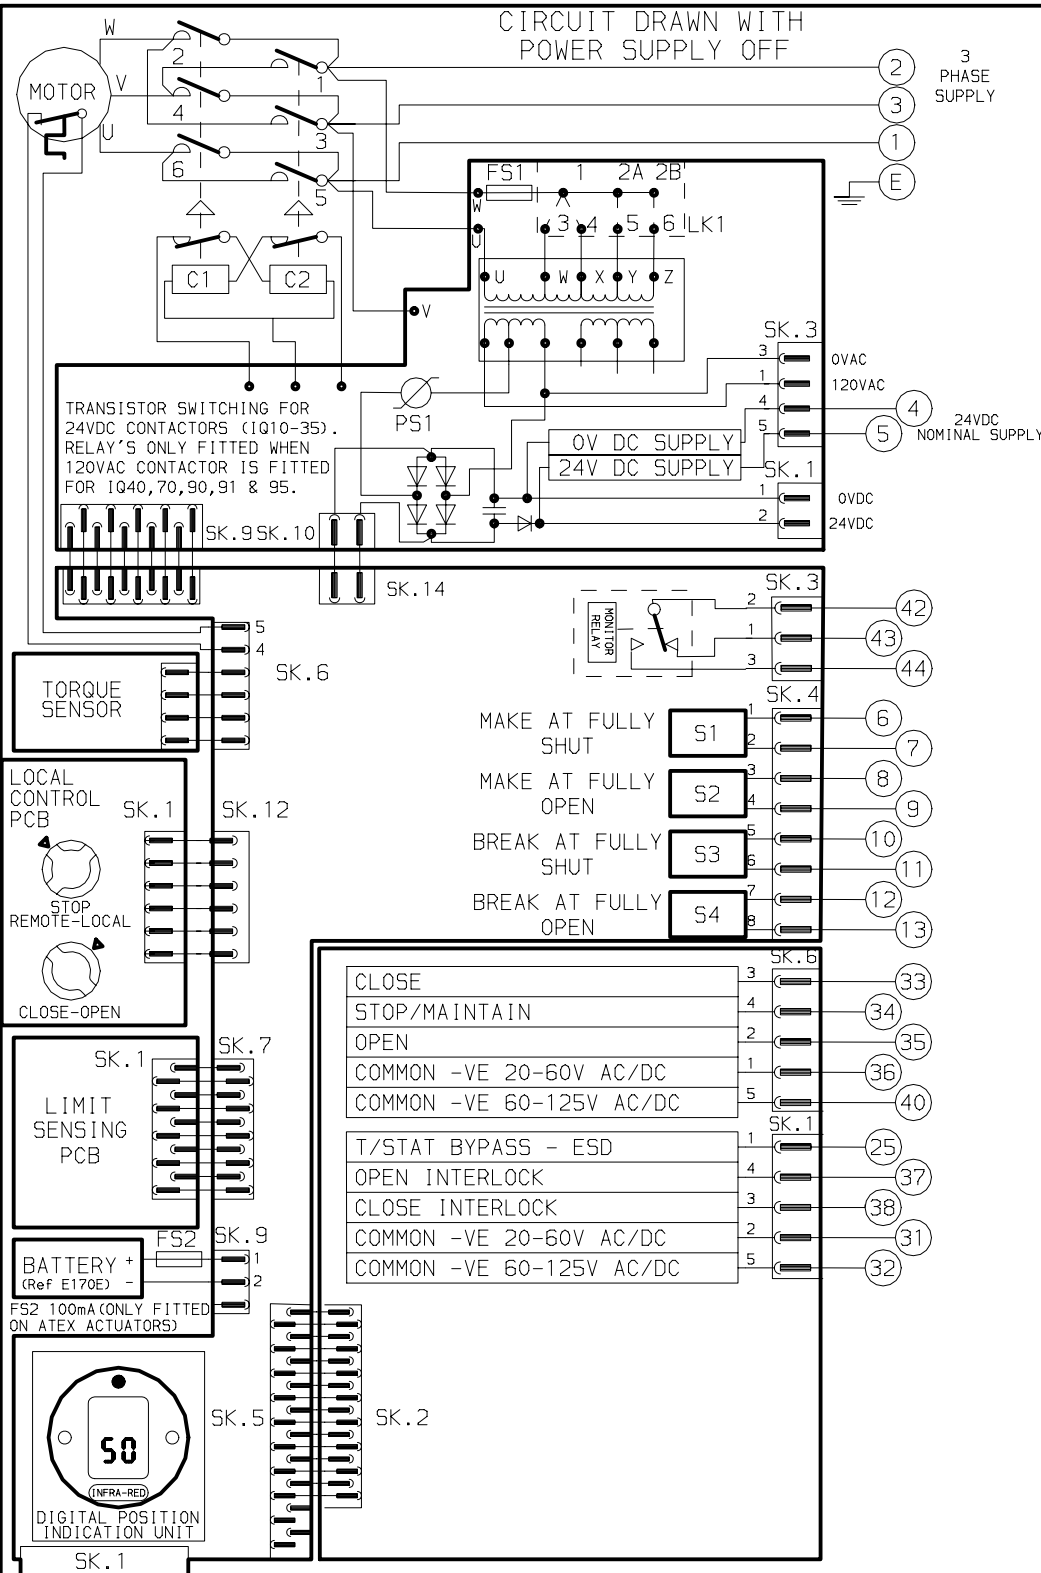 CIRCUIT DRAWN WITH
POWER SUPPLY OFF
W
2
1
2
3
PHASE
SUPPLY
MOTOR
V
4
3
3
U
6
5
1
E
FS1
1
2A 2B
W
U
3 4 5 6 LK1
C1
C2
U W X Y Z
V
SK.3
3 0VAC
1 120VAC
4 4
5 5
24VDC
NOMINAL SUPPLY
PS1
0V DC SUPPLY
24V DC SUPPLY
SK.1
1 0VDC
2 24VDC
TRANSISTOR SWITCHING FOR
24VDC CONTACTORS (IQ10-35).
RELAY'S ONLY FITTED WHEN
120VAC CONTACTOR IS FITTED
FOR IQ40,70,90,91 & 95.
SK.9 SK.10
SK.14
SK.3
MONITOR
RELAY
2 42
1 43
3 44
5
4
SK.6
TORQUE
SENSOR
SK.4
MAKE AT FULLY
SHUT
S1
1 6
2 7
MAKE AT FULLY
OPEN
S2
3 8
4 9
BREAK AT FULLY
SHUT
S3
5 10
6 11
BREAK AT FULLY
OPEN
S4
7 12
8 13
LOCAL
CONTROL
PCB
SK.1 SK.12
STOP
REMOTE-LOCAL
CLOSE-OPEN
SK.6
CLOSE 3 33
STOP/MAINTAIN 4 34
OPEN 2 35
COMMON -VE 20-60V AC/DC 1 36
COMMON -VE 60-125V AC/DC 5 40
SK.1
T/STAT BYPASS - ESD 1 25
OPEN INTERLOCK 4 37
CLOSE INTERLOCK 3 38
COMMON -VE 20-60V AC/DC 2 31
COMMON -VE 60-125V AC/DC 5 32
SK.1 SK.7
LIMIT
SENSING
PCB
FS2 SK.9
BATTERY +
(Ref E170E) -
1
2
FS2 100mA(ONLY FITTED
ON ATEX ACTUATORS)
SK.5
SK.2
50
INFRA-RED
DIGITAL POSITION
INDICATION UNIT
SK.1